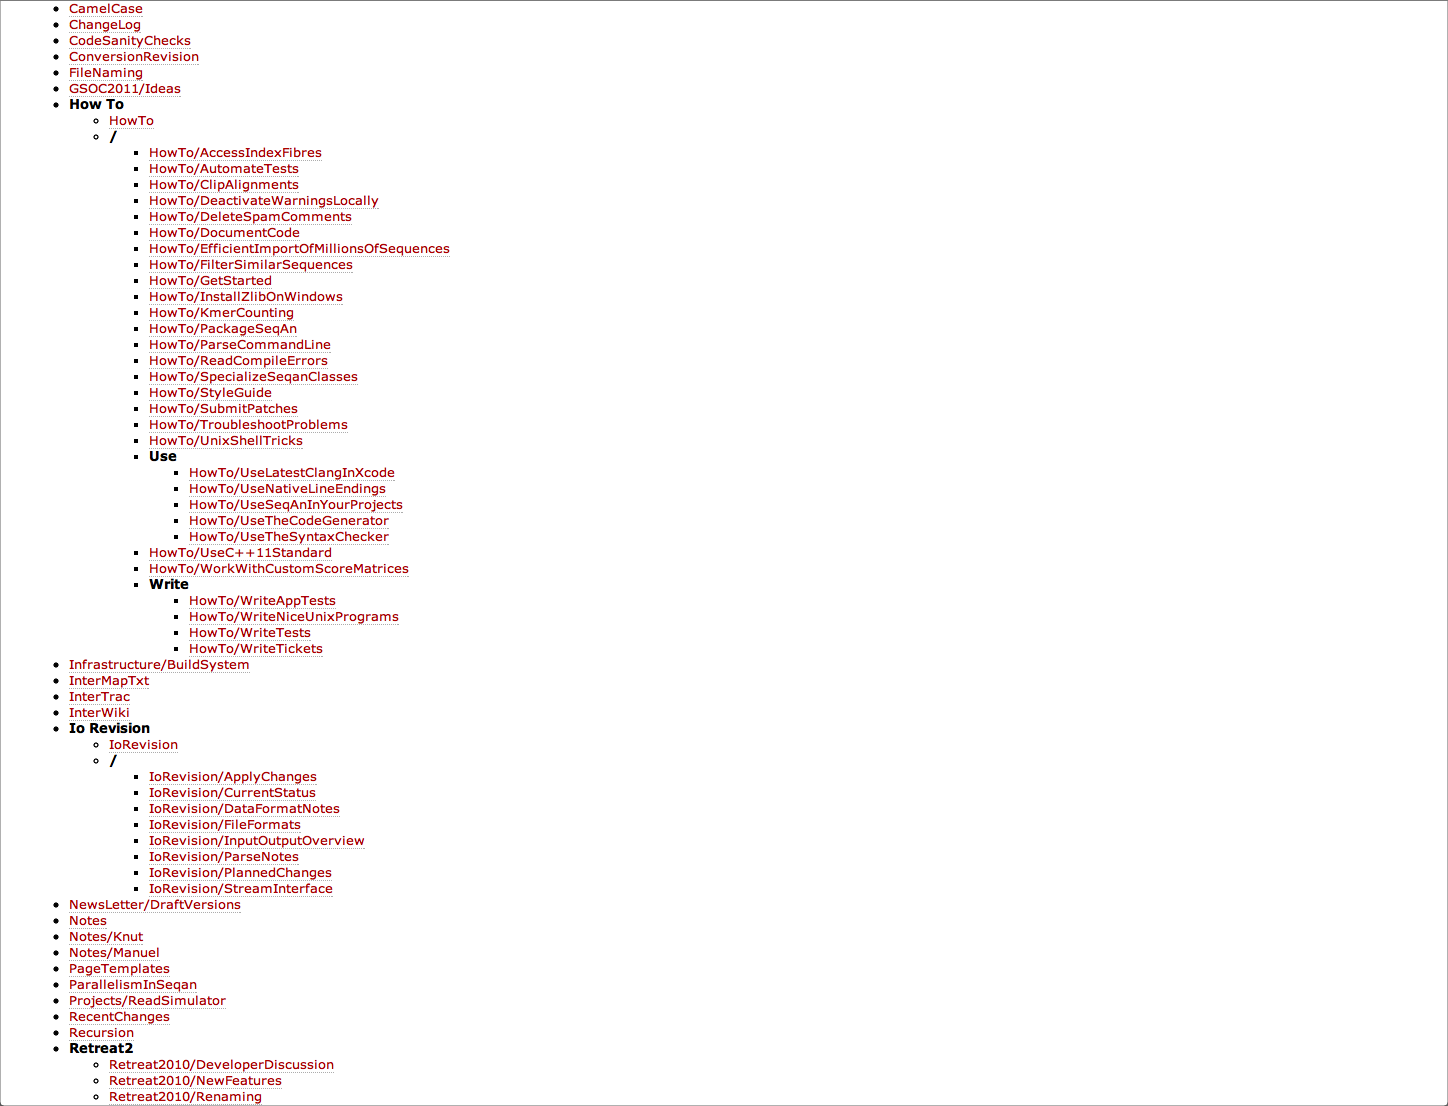 CamelCase
ChangeLog
CodeSanityChecks
ConversionRevision
FileNaming
GSOC2011/Ideas
How To
HowTo
/
HowTo/AccessIndexFibres
HowTo/AutomateTests
HowTo/ClipAlignments
HowTo/DeactivateWarningsLocally
HowTo/DeleteSpamComments
HowTo/DocumentCode
HowTo/EfficientImportOfMillionsOfSequences
HowTo/FilterSimilarSequences
HowTo/GetStarted
HowTo/InstallZlibOnWindows
HowTo/KmerCounting
HowTo/PackageSeqAn
HowTo/ParseCommandLine
HowTo/ReadCompileErrors
HowTo/SpecializeSeqanClasses
HowTo/StyleGuide
HowTo/SubmitPatches
HowTo/TroubleshootProblems
HowTo/UnixShellTricks
Use
HowTo/UseLatestClangInXcode
HowTo/UseNativeLineEndings
HowTo/UseSeqAnInYourProjects
HowTo/UseTheCodeGenerator
HowTo/UseTheSyntaxChecker
HowTo/UseC++11Standard
HowTo/WorkWithCustomScoreMatrices
Write
HowTo/WriteAppTests
HowTo/WriteNiceUnixPrograms
HowTo/WriteTests
HowTo/WriteTickets
Infrastructure/BuildSystem
InterMapTxt
InterTrac
InterWiki
Io Revision
IoRevision
/
IoRevision/ApplyChanges
IoRevision/CurrentStatus
IoRevision/DataFormatNotes
IoRevision/FileFormats
IoRevision/InputOutputOverview
IoRevision/ParseNotes
IoRevision/PlannedChanges
IoRevision/StreamInterface
NewsLetter/DraftVersions
Notes
Notes/Knut
Notes/Manuel
PageTemplates
ParallelismInSeqan
Projects/ReadSimulator
RecentChanges
Recursion
Retreat2
Retreat2010/DeveloperDiscussion
Retreat2010/NewFeatures
Retreat2010/Renaming